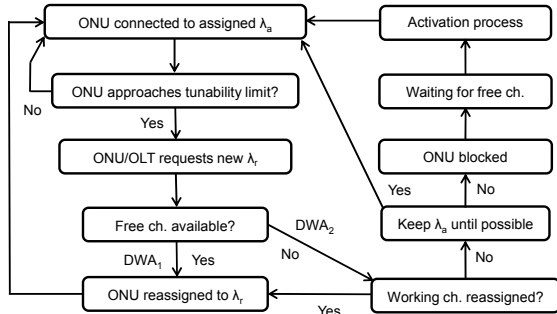 ONU connected to assigned λa
Activation process
No
ONU approaches tunability limit?
Waiting for free ch.
Yes
ONU/OLT requests new λr
ONU blocked
Yes
No
Free ch. available?
DWA2
Keep λa until possible
DWA1
Yes
No
No
ONU reassigned to λr
Yes
Working ch. reassigned?